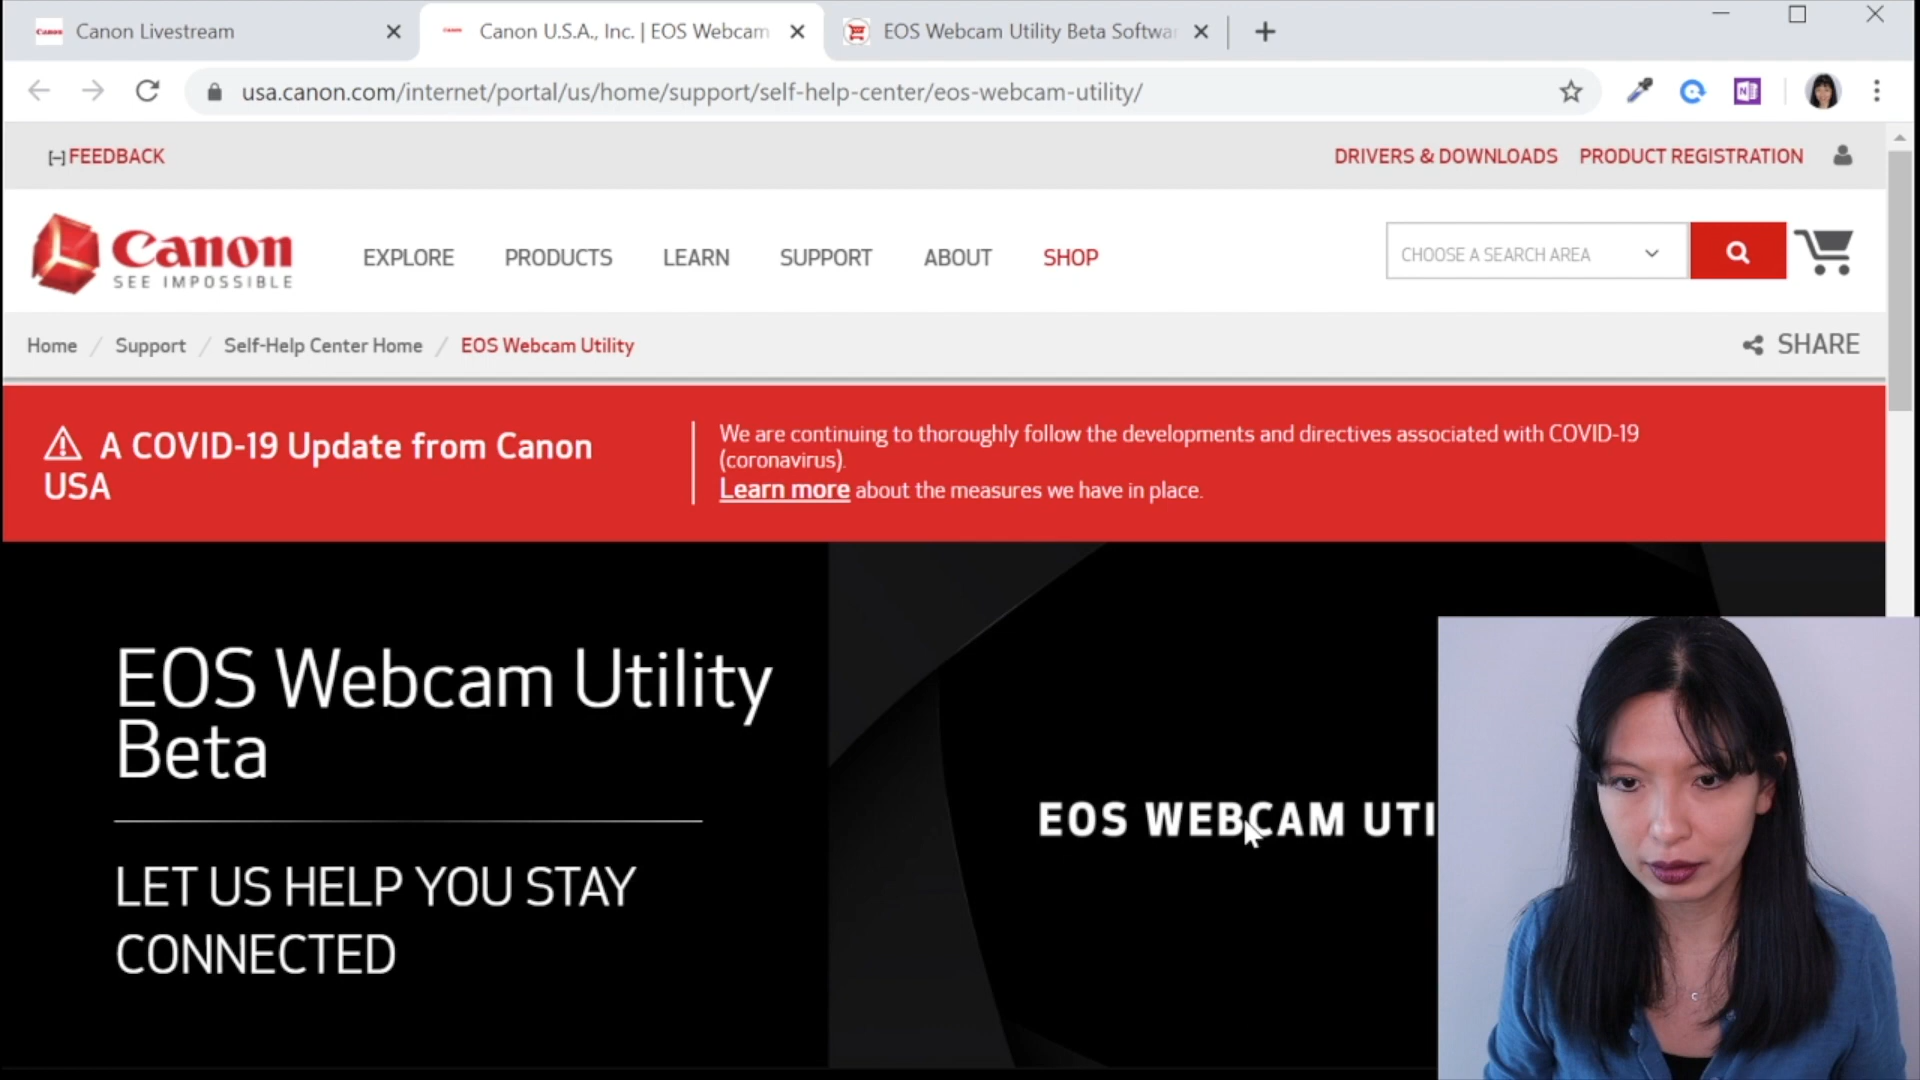 Canon Livestream
Canon U.S.A., Inc. | EOS Webcam
EOS Webcam Utility Beta Softwar
usa.canon.com/internet/portal/us/home/support/self-help-center/eos-webcam-utility/
[-] FEEDBACK
DRIVERS & DOWNLOADS PRODUCT REGISTRATION
Canon
SEE IMPOSSIBLE
EXPLORE PRODUCTS LEARN SUPPORT ABOUT SHOP
CHOOSE A SEARCH AREA
Home / Support / Self-Help Center Home / EOS Webcam Utility
SHARE
A COVID-19 Update from Canon
USA
We are continuing to thoroughly follow the developments and directives associated with COVID-19
(coronavirus).
Learn more about the measures we have in place.
EOS Webcam Utility
Beta
LET US HELP YOU STAY
CONNECTED
EOS WEBCAM UTI